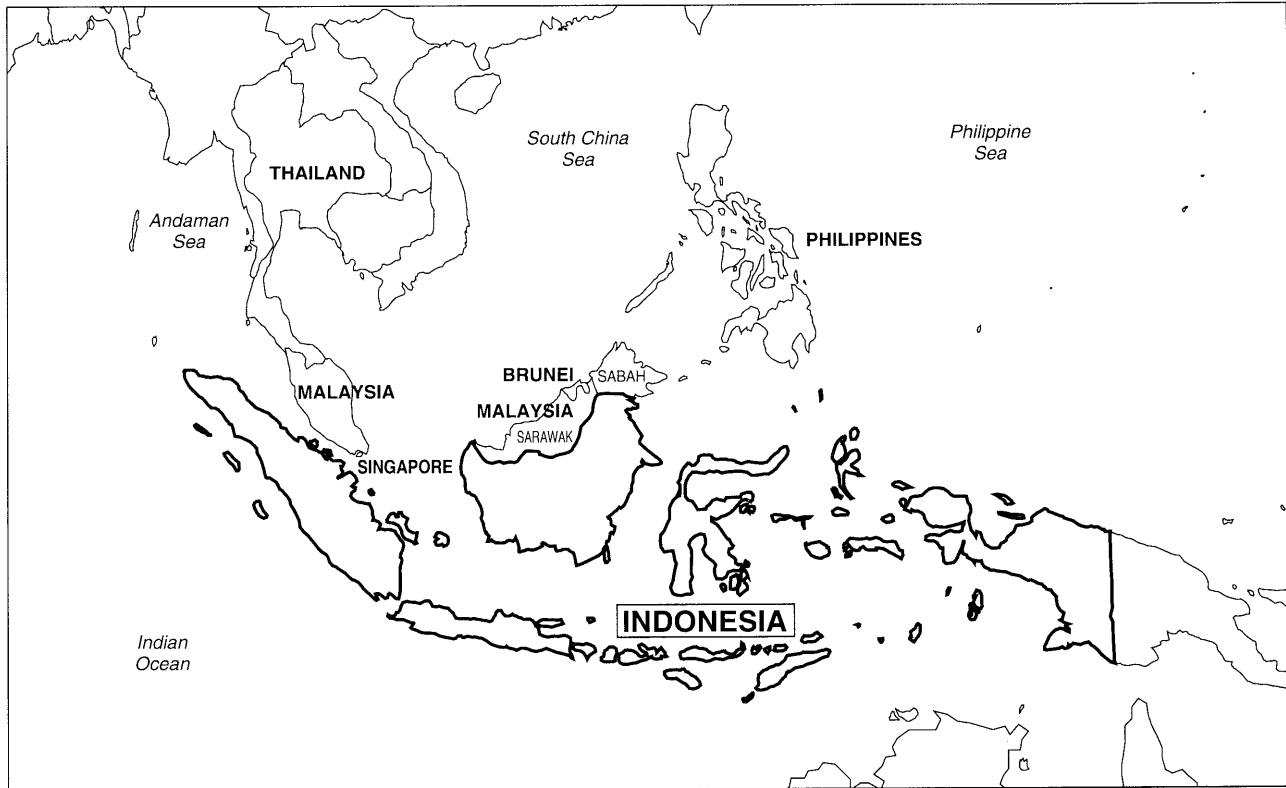 South China
Sea
Philippine
Sea
THAILAND
Andaman
Sea
PHILIPPINES
BRUNEI
SABAH
MALAYSIA
MALAYSIA
SARAWAK
SINGAPORE
INDONESIA
Indian
Ocean